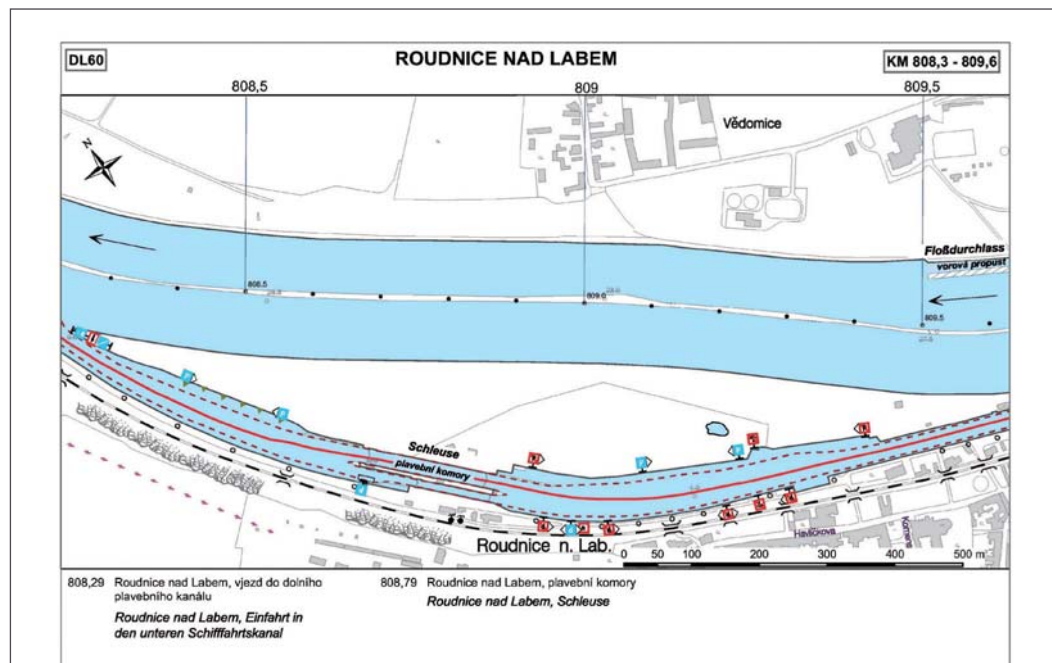 DL60
ROUDNICE NAD LABEM
KM 808,3 - 809,6
808,5
809
809,5
Vědomice
N
Floßdurchlass
vorová propust
808.5
809.0
809.5
Schleuse
plavební komory
Roudnice n. Lab.
Havlíčkova
0 50 100 200 300 400 500 m
808,29 Roudnice nad Labem, vjezd do dolního
plavebního kanálu
Roudnice nad Labem, Einfahrt in
den unteren Schifffahrtskanal
808,79 Roudnice nad Labem, plavební komory
Roudnice nad Labem, Schleuse